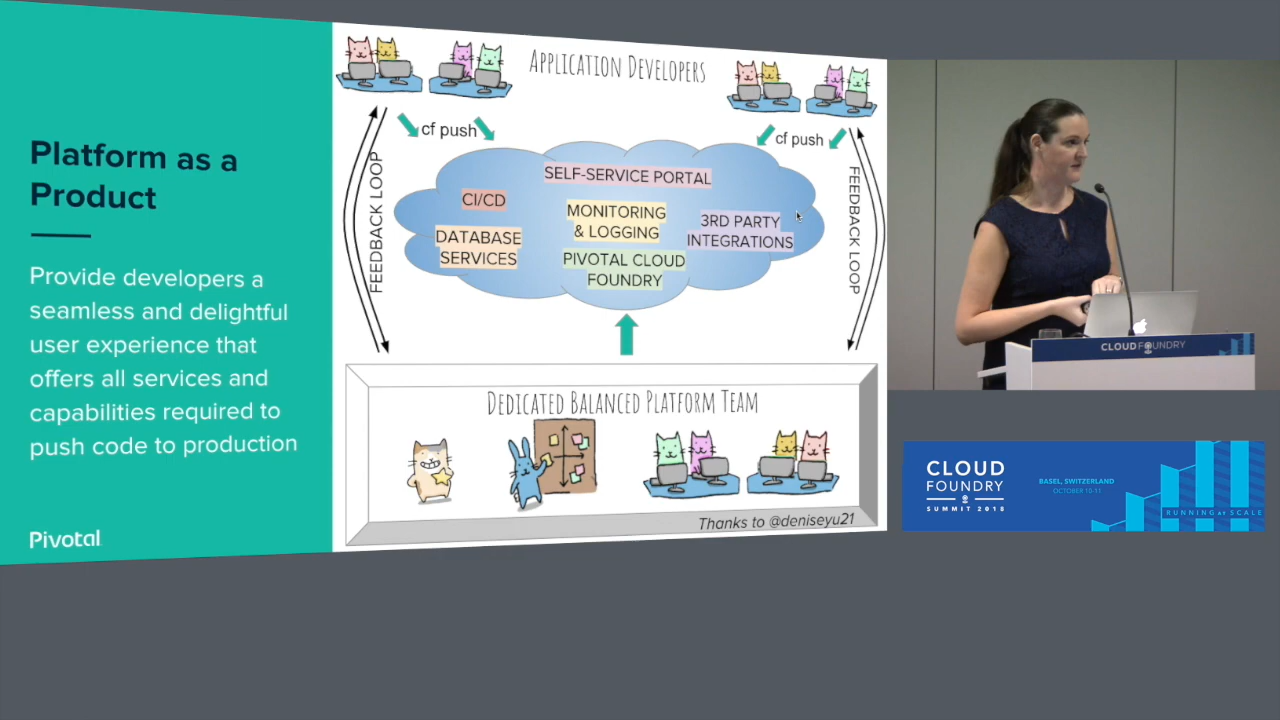 Platform as a
Product
Provide developers a
seamless and delightful
user experience that
offers all services and
capabilities required to
push code to production
Pivotal
APPLICATION DEVELOPERS
cf push
cf push
FEEDBACK LOOP
FEEDBACK LOOP
SELF-SERVICE PORTAL
CI/CD
DATABASE
SERVICES
MONITORING
& LOGGING
PIVOTAL CLOUD
FOUNDRY
3RD PARTY
INTEGRATIONS
DEDICATED BALANCED PLATFORM TEAM
Thanks to @deniseyu21
CLOUDFOUNDRY
CLOUD
FOUNDRY
SUMMIT 2018
BASEL, SWITZERLAND
OCTOBER 10-11
RUNNING at SCALE